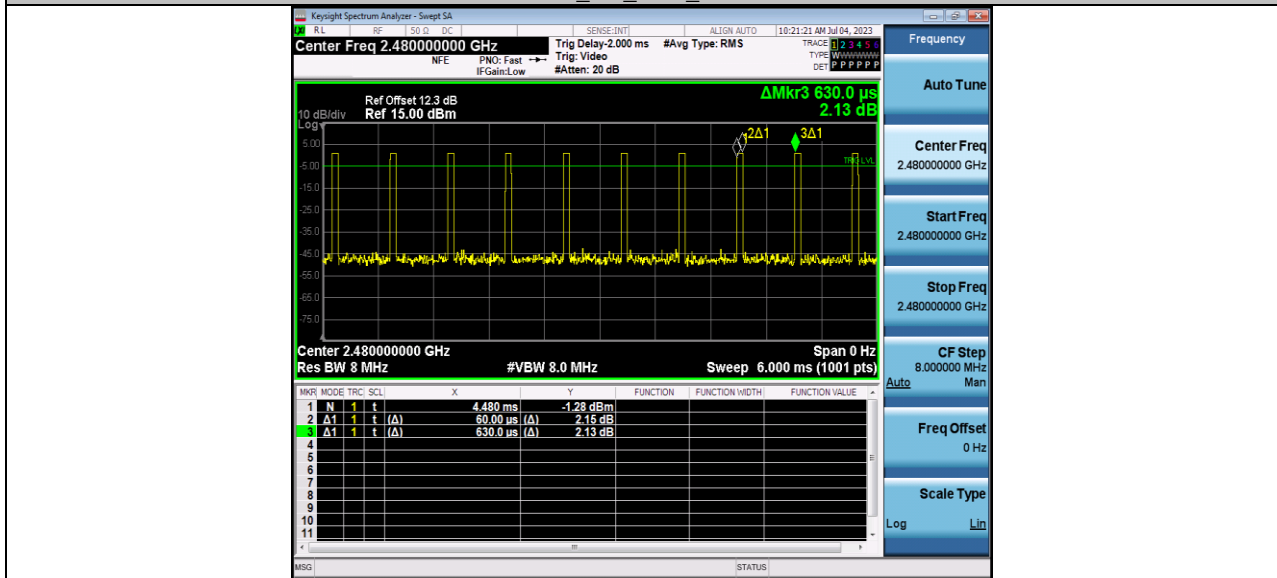 Keysight Spectrum Analyzer - Swept SA
RL RF 50 Ω DC SENSE:INT ALIGN AUTO 10:21:21 AM Jul 04, 2023
Center Freq 2.480000000 GHz
NFE
PNO: Fast
IFGain:Low
Trig Delay-2.000 ms
Trig: Video
#Atten: 20 dB
#Avg Type: RMS
TRACE 1 2 3 4 5 6
TYPE WWWWWW
DET P P P P P P
Frequency
Auto Tune
Center Freq
2.480000000 GHz
Start Freq
2.480000000 GHz
Stop Freq
2.480000000 GHz
CF Step
8.000000 MHz
Auto Man
Freq Offset
0 Hz
Scale Type
Log Lin
ΔMkr3 630.0 µs
2.13 dB
Ref Offset 12.3 dB
10 dB/div Ref 15.00 dBm
Log
2Δ1 3Δ1
TRIG LVL
5.00
-5.00
-15.0
-25.0
-35.0
-45.0
-55.0
-65.0
-75.0
Center 2.480000000 GHz Span 0 Hz
Res BW 8 MHz #VBW 8.0 MHz Sweep 6.000 ms (1001 pts)
MKR MODE TRC SCL X Y FUNCTION FUNCTION WIDTH FUNCTION VALUE
1 N 1 t 4.480 ms -1.28 dBm
2 Δ1 1 t (Δ) 60.00 µs (Δ) 2.15 dB
3 Δ1 1 t (Δ) 630.0 µs (Δ) 2.13 dB
4
5
6
7
8
9
10
11
MSG STATUS